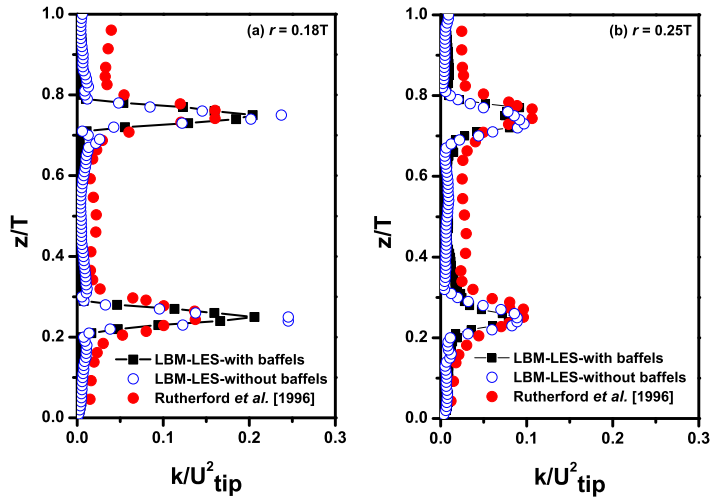 (a) r = 0.18T
1.0
0.8
0.6
0.4
0.2
0.0
z/T
LBM-LES-with baffels
LBM-LES-without baffels
Rutherford et al. [1996]
0.0 0.1 0.2 0.3
k/U²tip
(b) r = 0.25T
1.0
0.8
0.6
0.4
0.2
0.0
z/T
LBM-LES-with baffels
LBM-LES-without baffels
Rutherford et al. [1996]
0.0 0.1 0.2 0.3
k/U²tip